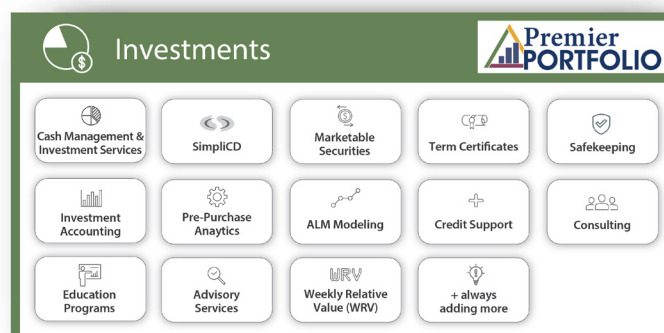 Investments
Premier
PORTFOLIO
Cash Management &
Investment Services
SimpliCD
Marketable
Securities
Term Certificates
Safekeeping
Investment
Accounting
Pre-Purchase
Anaytics
ALM Modeling
Credit Support
Consulting
Education
Programs
Advisory
Services
WRV
Weekly Relative
Value (WRV)
+ always
adding more